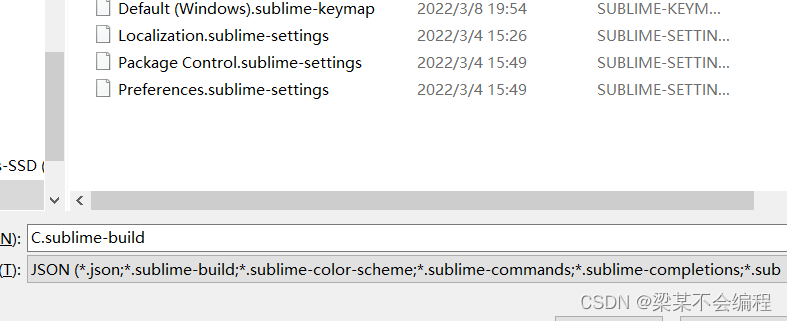 Default (Windows).sublime-keymap 2022/3/8 19:54 SUBLIME-KEYM...
Localization.sublime-settings 2022/3/4 15:26 SUBLIME-SETTIN...
Package Control.sublime-settings 2022/3/4 15:49 SUBLIME-SETTIN...
Preferences.sublime-settings 2022/3/4 15:49 SUBLIME-SETTIN...
s-SSD (
N): C.sublime-build
(T): JSON (*.json;*.sublime-build;*.sublime-color-scheme;*.sublime-commands;*.sublime-completions;*.sub
CSDN @梁某不会编程